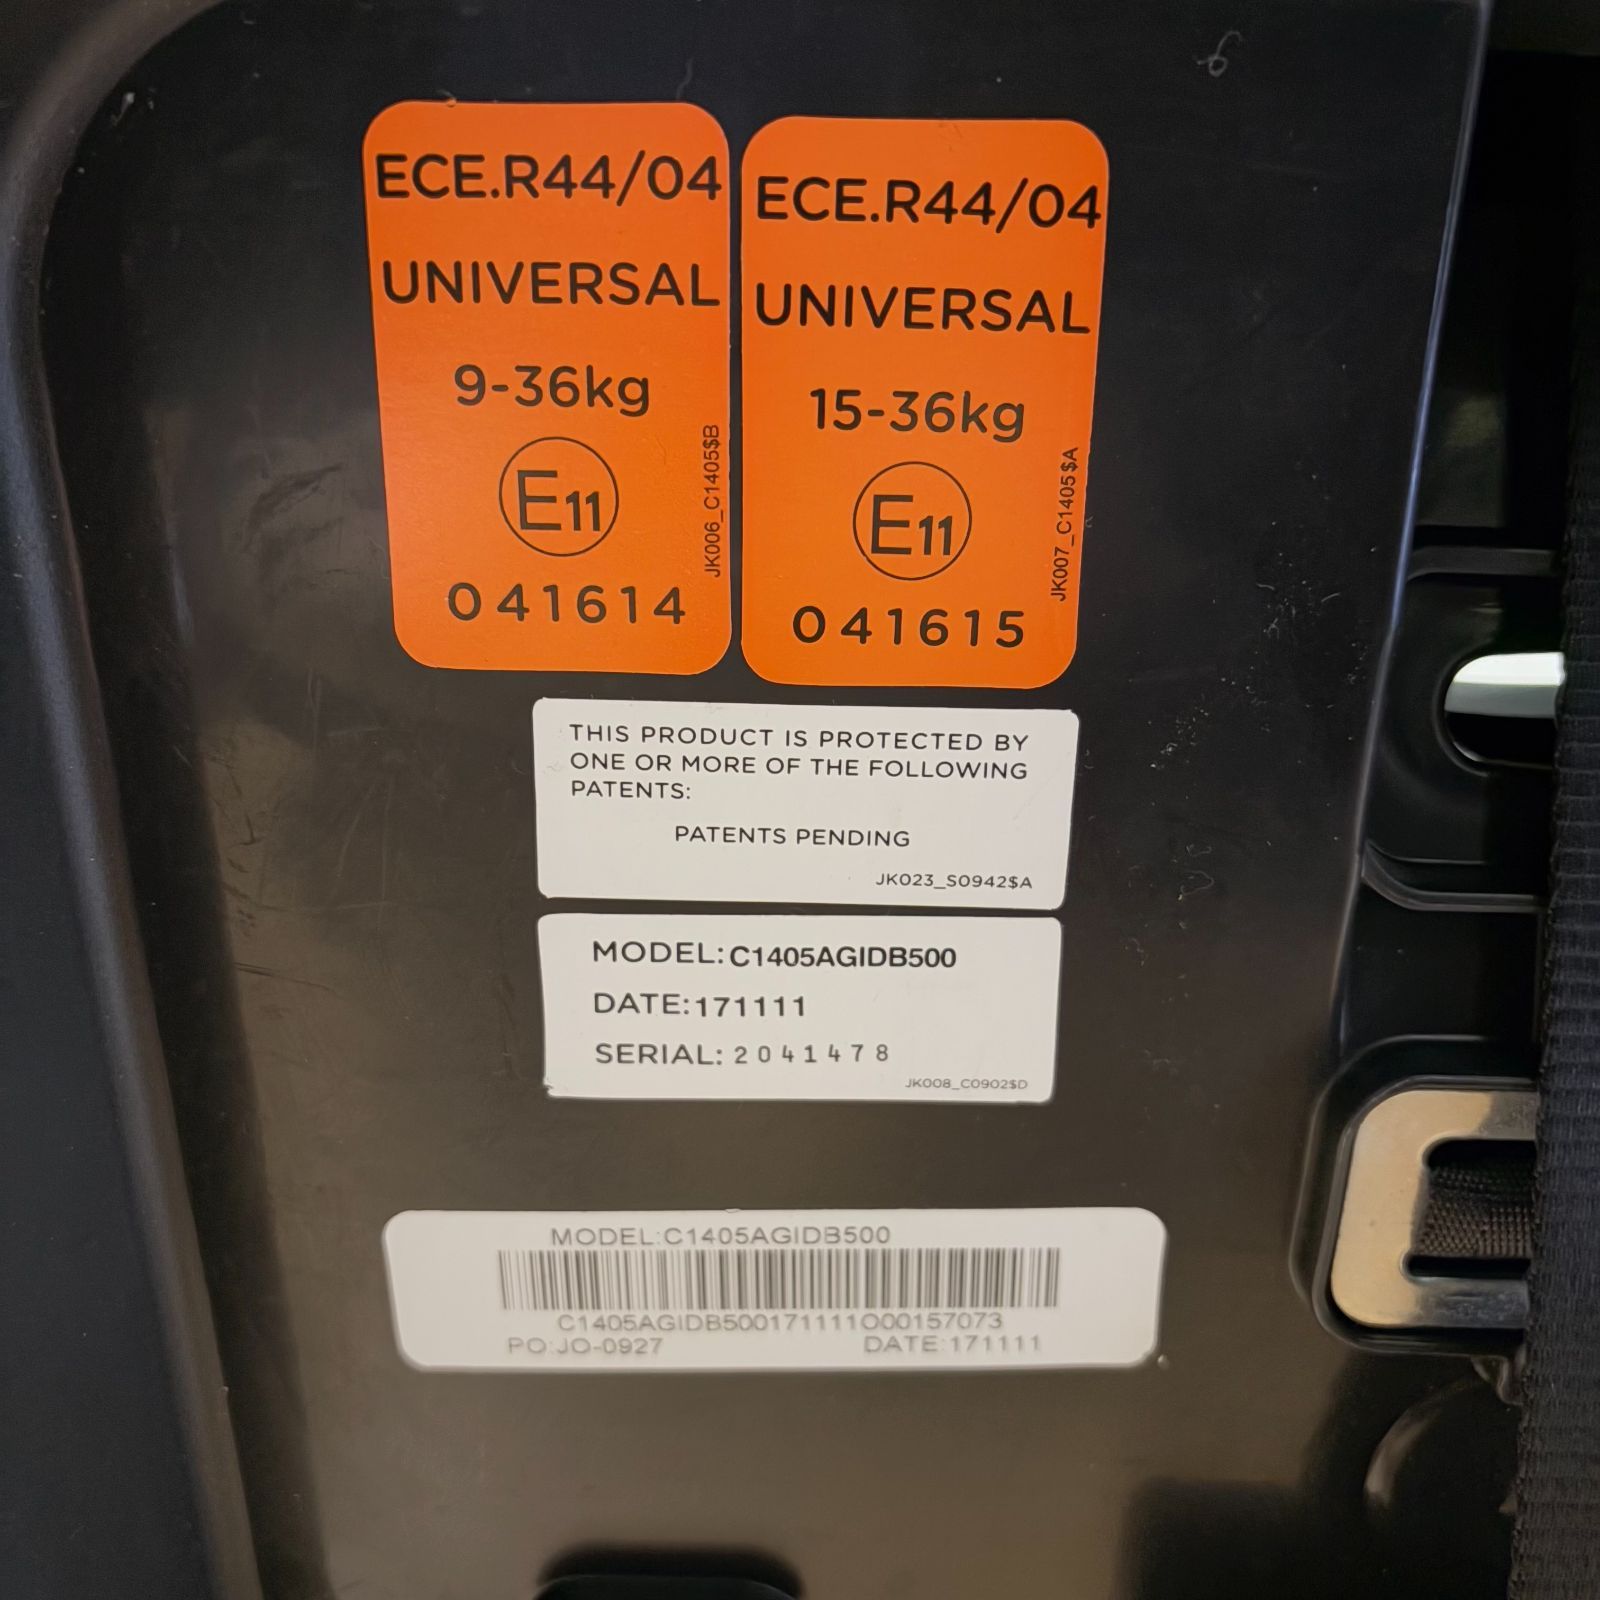 ECE.R44/04
UNIVERSAL
9-36kg
E11
041614
JK006_C1405$B
ECE.R44/04
UNIVERSAL
15-36kg
E11
041615
JK007_C1405$A
THIS PRODUCT IS PROTECTED BY
ONE OR MORE OF THE FOLLOWING
PATENTS:
PATENTS PENDING
JK023_S0942$A
MODEL:C1405AGIDB500
DATE:171111
SERIAL: 2041478
JK008_C0902$D
MODEL:C1405AGIDB500
C1405AGIDB500171111O00157073
PO:JO-0927 DATE:171111